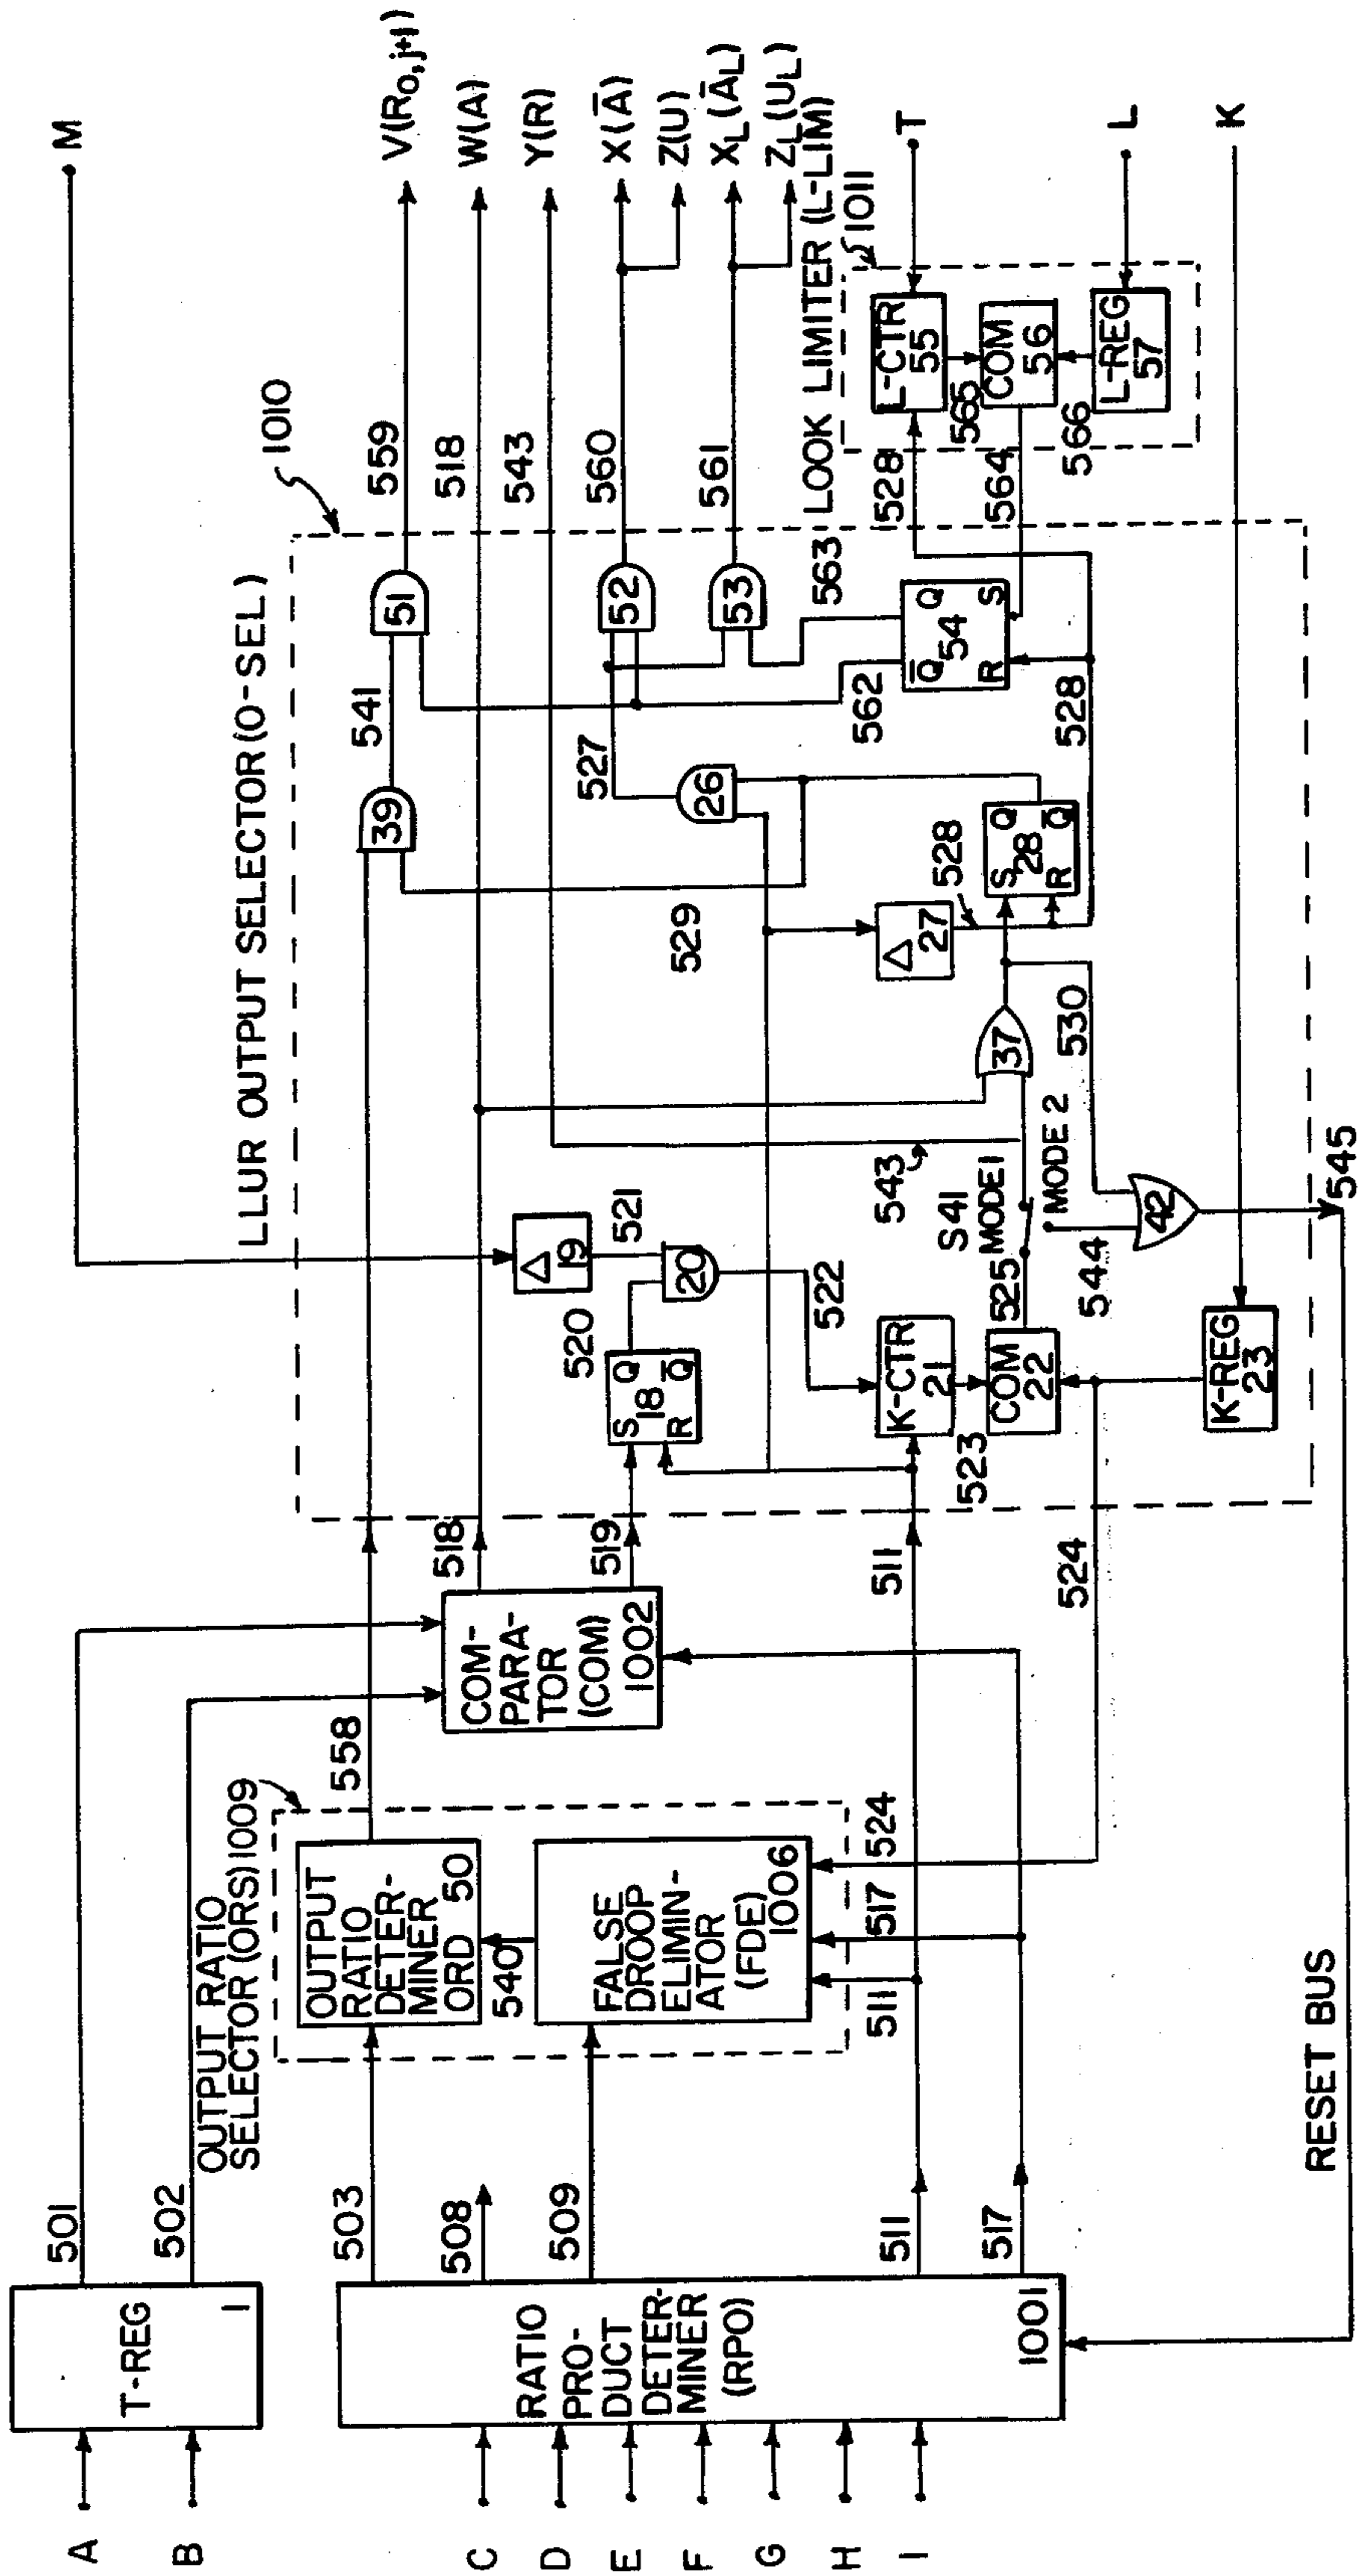 A
B
C
D
E
F
G
H
I
T-REG
1
RATIO
PRO-
DUCT
DETER-
MINER
(RPO)
1001
501
502
503
508
509
511
517
OUTPUT RATIO
SELECTOR (ORS) 1009
OUTPUT
RATIO
DETER-
MINER
ORD 50
540
FALSE
DROOP
ELIMIN-
ATOR
(FDE)
1006
511
517
524
558
COM-
PARA-
TOR
(COM)
1002
518
519
511
524
RESET BUS
545
LLUR OUTPUT SELECTOR (O-SEL)
1010
S
Q
18
R
Q̅
520
Δ
19
521
20
522
K-CTR
21
523
COM
22
K-REG
23
525
S41
MODE 1
MODE 2
544
42
543
37
530
529
Δ
27
528
S
Q
28
R
Q̅
26
527
39
541
51
52
53
562
563
Q̅
Q
54
R
S
528
559
518
543
560
561
528
564
LOOK LIMITER (L-LIM)
1011
L-CTR
55
565
COM
56
566
L-REG
57
M
V(R0,j+1)
W(A)
Y(R)
X(A̅)
Z(U)
XL(A̅L)
ZL(UL)
T
L
K